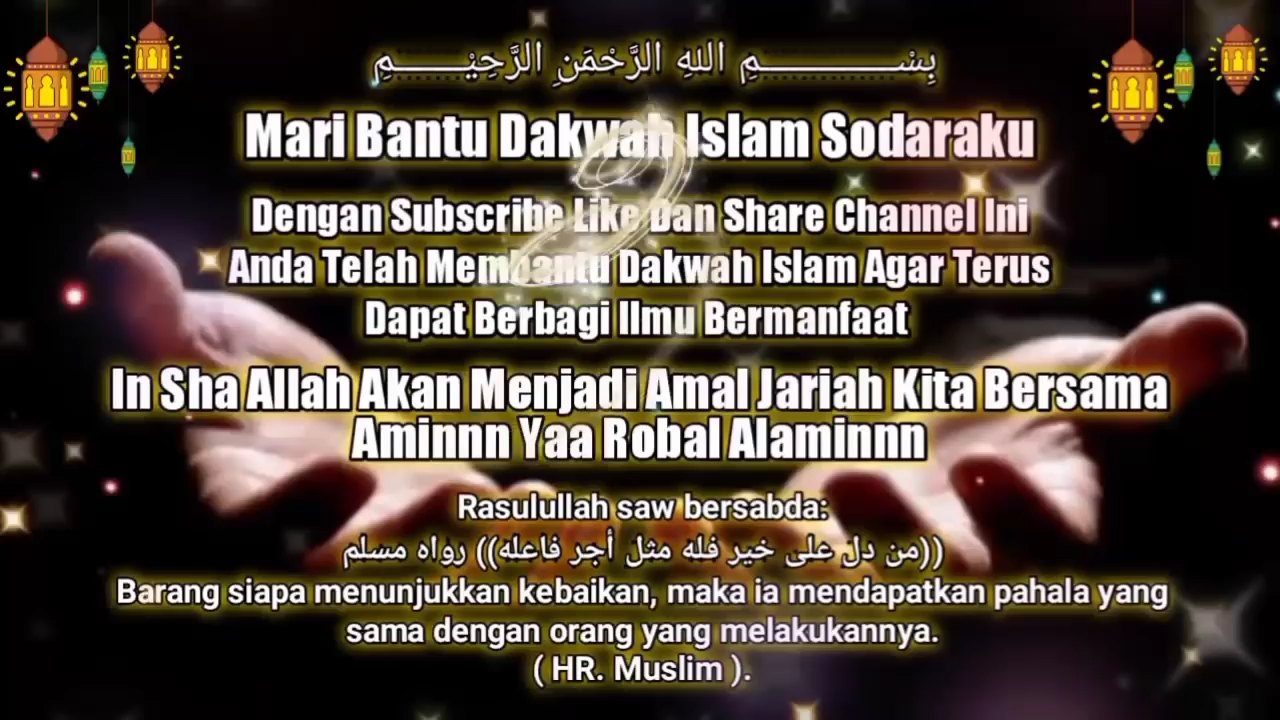 بِسْــــــــــــــمِ اللهِ الرَّحْمَنِ الرَّحِيْــــــــمِ
Mari Bantu Dakwah Islam Sodaraku
Dengan Subscribe Like Dan Share Channel Ini
Anda Telah Membantu Dakwah Islam Agar Terus
Dapat Berbagi Ilmu Bermanfaat
In Sha Allah Akan Menjadi Amal Jariah Kita Bersama
Aminnn Yaa Robal Alaminnn
Rasulullah saw bersabda:
((من دل على خير فله مثل أجر فاعله)) رواه مسلم
Barang siapa menunjukkan kebaikan, maka ia mendapatkan pahala yang
sama dengan orang yang melakukannya.
( HR. Muslim ).